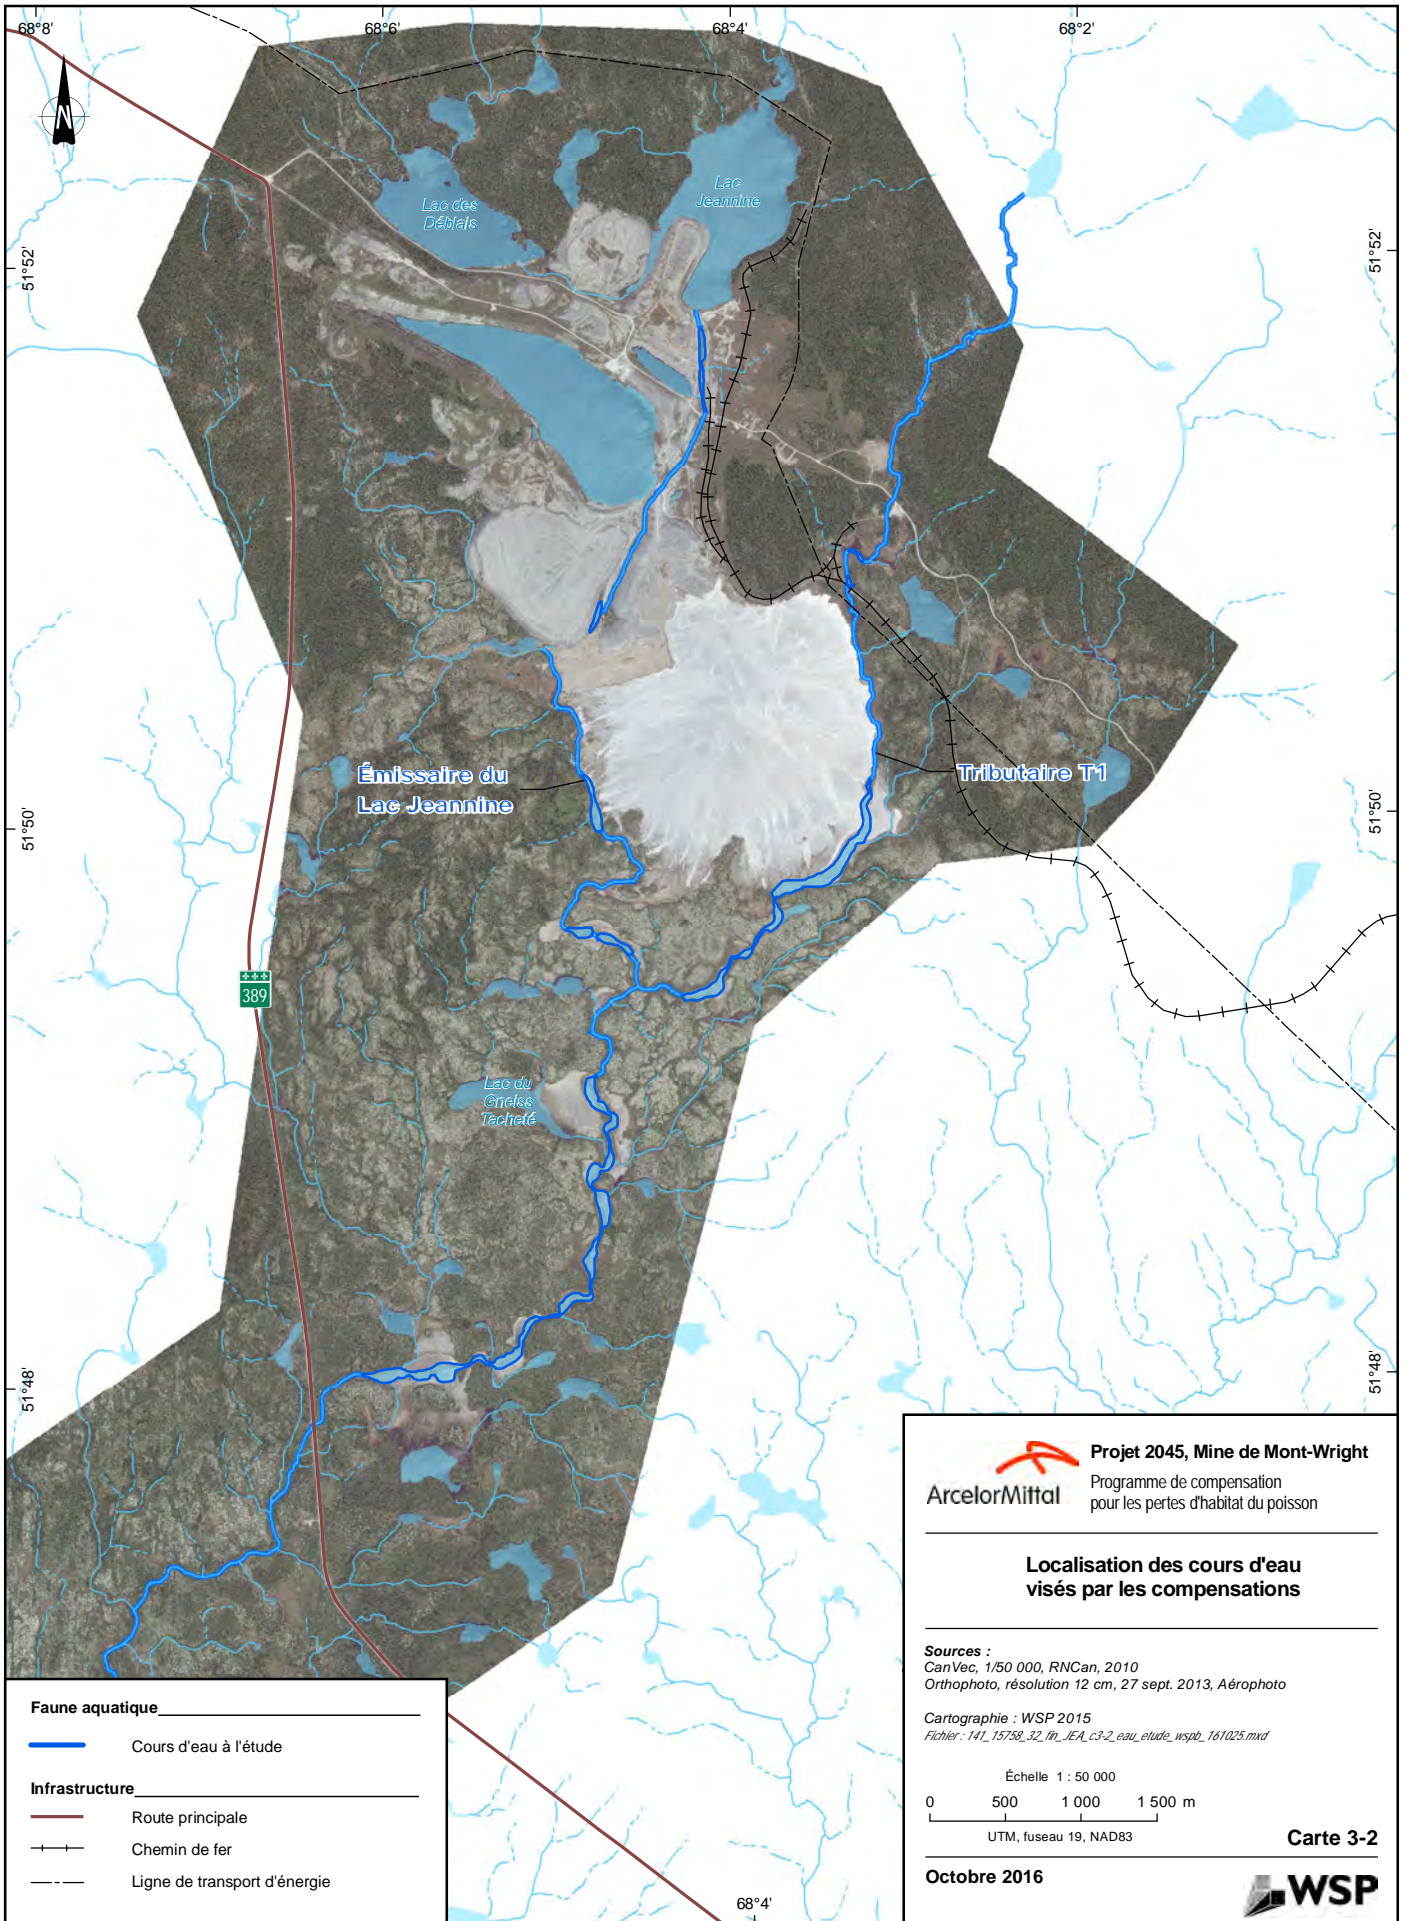 68°8'
68°6'
68°4'
68°2'
N
Lac des
Déblais
Lac
Jeannine
51°52'
51°52'
Émissaire du
Lac Jeannine
Tributaire T1
51°50'
51°50'
389
Lac du
Gneiss
Tacheté
51°48'
51°48'
68°4'
Faune aquatique
Cours d'eau à l'étude
Infrastructure
Route principale
Chemin de fer
Ligne de transport d'énergie
ArcelorMittal
Projet 2045, Mine de Mont-Wright
Programme de compensation
pour les pertes d'habitat du poisson
Localisation des cours d'eau
visés par les compensations
Sources :
CanVec, 1/50 000, RNCan, 2010
Orthophoto, résolution 12 cm, 27 sept. 2013, Aérophoto
Cartographie : WSP 2015
Fichier : 141_15758_32_fin_JEA_c3-2_eau_etude_wspb_161025.mxd
Échelle 1 : 50 000
0 500 1 000 1 500 m
UTM, fuseau 19, NAD83
Carte 3-2
Octobre 2016
WSP